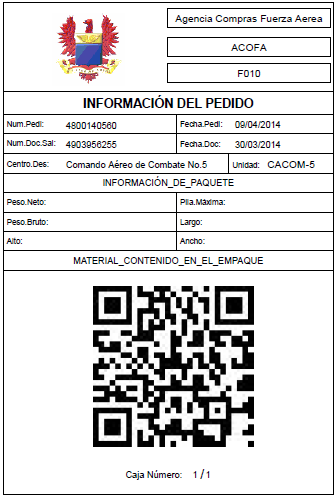 Agencia Compras Fuerza Aerea
ACOFA
F010
INFORMACIÓN DEL PEDIDO
Num.Pedi: 4800140560 Fecha.Pedi: 09/04/2014
Num.Doc.Sal: 4903956255 Fecha.Doc: 30/03/2014
Centro.Des: Comando Aéreo de Combate No.5 Unidad: CACOM-5
INFORMACIÓN_DE_PAQUETE
Peso.Neto: Pila.Máxima:
Peso.Bruto: Largo:
Alto: Ancho:
MATERIAL_CONTENIDO_EN_EL_EMPAQUE
Caja Número: 1 / 1